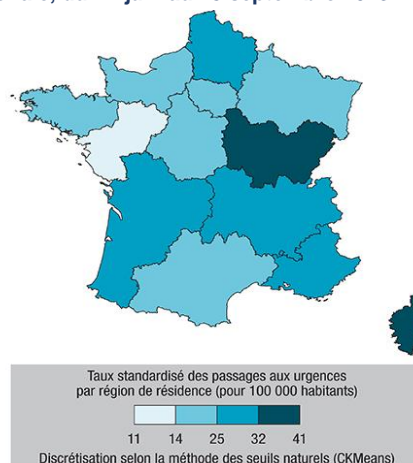 Taux standardisé des passages aux urgences
par région de résidence (pour 100 000 habitants)
11 14 25 32 41
Discrétisation selon la méthode des seuils naturels (CKMeans)